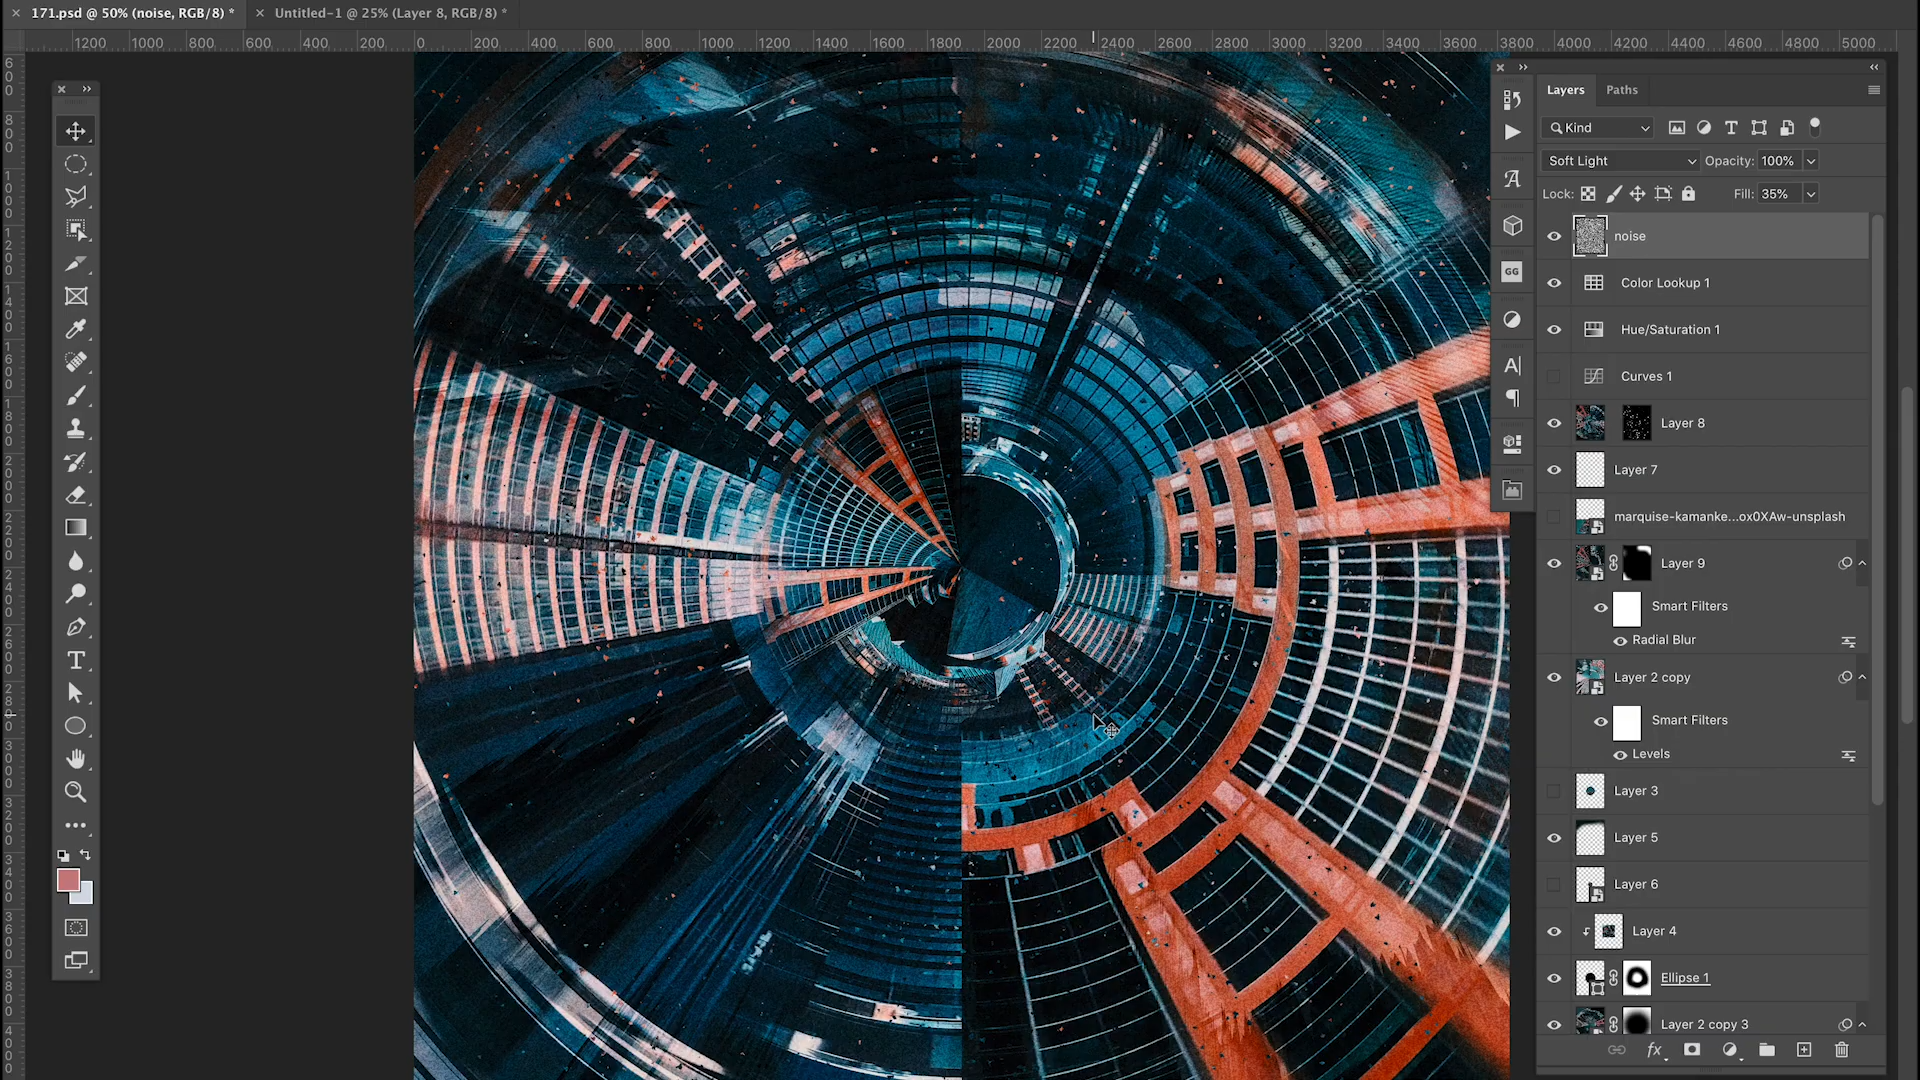 171.psd @ 50% (noise, RGB/8) *
Untitled-1 @ 25% (Layer 8, RGB/8) *
1200 1000 800 600 400 200 0 200 400 600 800 1000 1200 1400 1600 1800 2000 2200 2400 2600 2800 3000 3200 3400 3600 3800 4000 4200 4400 4600 4800 5000
Layers Paths
Kind
Soft Light Opacity: 100%
Lock: Fill: 35%
noise
Color Lookup 1
GG
Hue/Saturation 1
Curves 1
Layer 8
Layer 7
marquise-kamanke...ox0XAw-unsplash
Layer 9
Smart Filters
Radial Blur
Layer 2 copy
Smart Filters
Levels
Layer 3
Layer 5
Layer 6
Layer 4
Ellipse 1
Layer 2 copy 3
fx